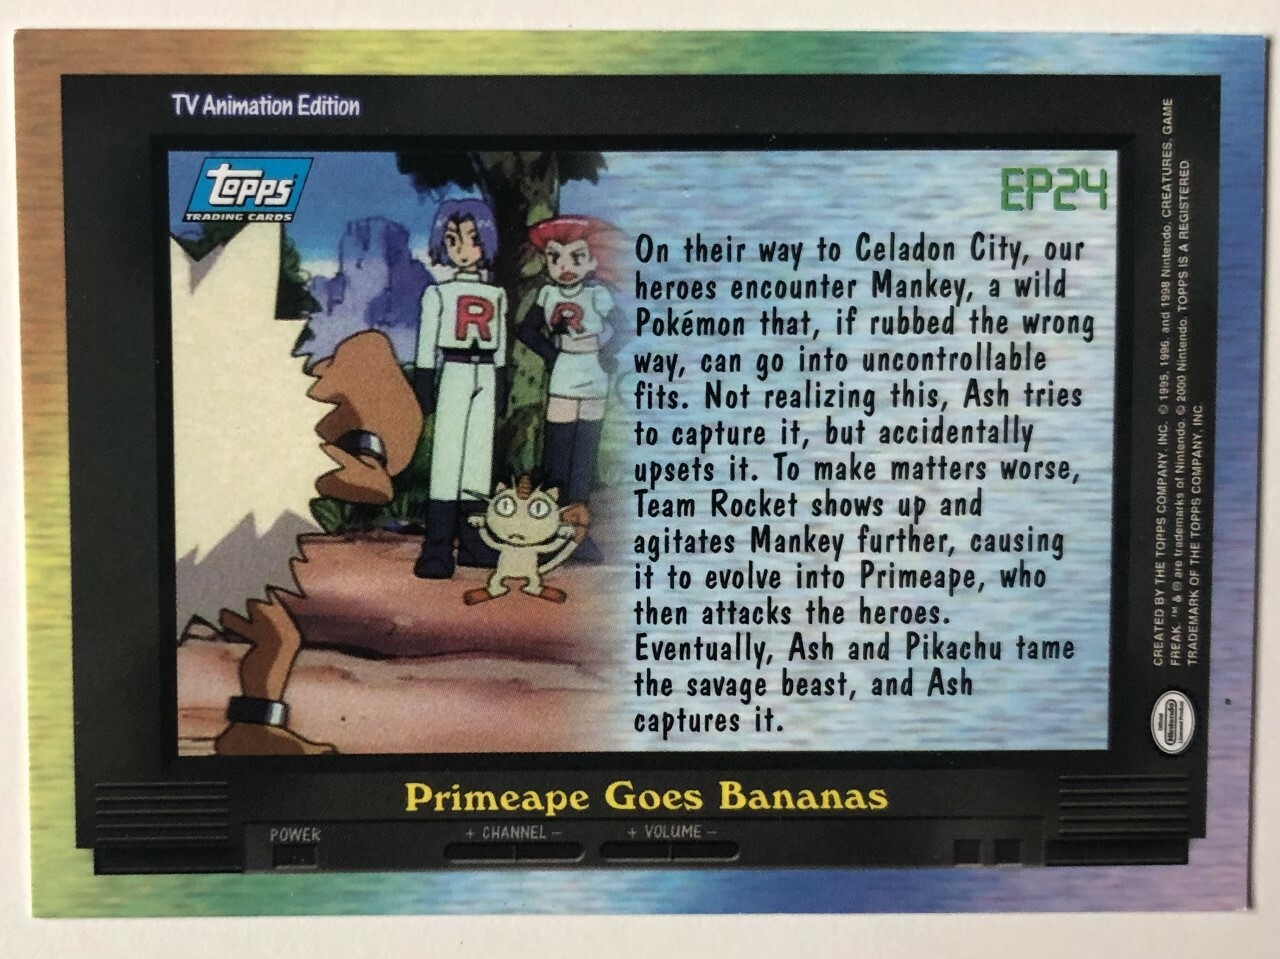 TV Animation Edition
topps
TRADING CARDS
EP24
On their way to Celadon City, our
heroes encounter Mankey, a wild
Pokémon that, if rubbed the wrong
way, can go into uncontrollable
fits. Not realizing this, Ash tries
to capture it, but accidentally
upsets it. To make matters worse,
Team Rocket shows up and
agitates Mankey further, causing
it to evolve into Primeape, who
then attacks the heroes.
Eventually, Ash and Pikachu tame
the savage beast, and Ash
captures it.
R
R
Primeape Goes Bananas
POWER
+ CHANNEL –
+ VOLUME –
CREATED BY THE TOPPS COMPANY, INC. © 1995, 1996, and 1998 Nintendo, CREATURES, GAME
FREAK. ™ & ® are trademarks of Nintendo. © 2000 Nintendo. TOPPS IS A REGISTERED
TRADEMARK OF THE TOPPS COMPANY, INC.
Official
Nintendo
Licensed Product